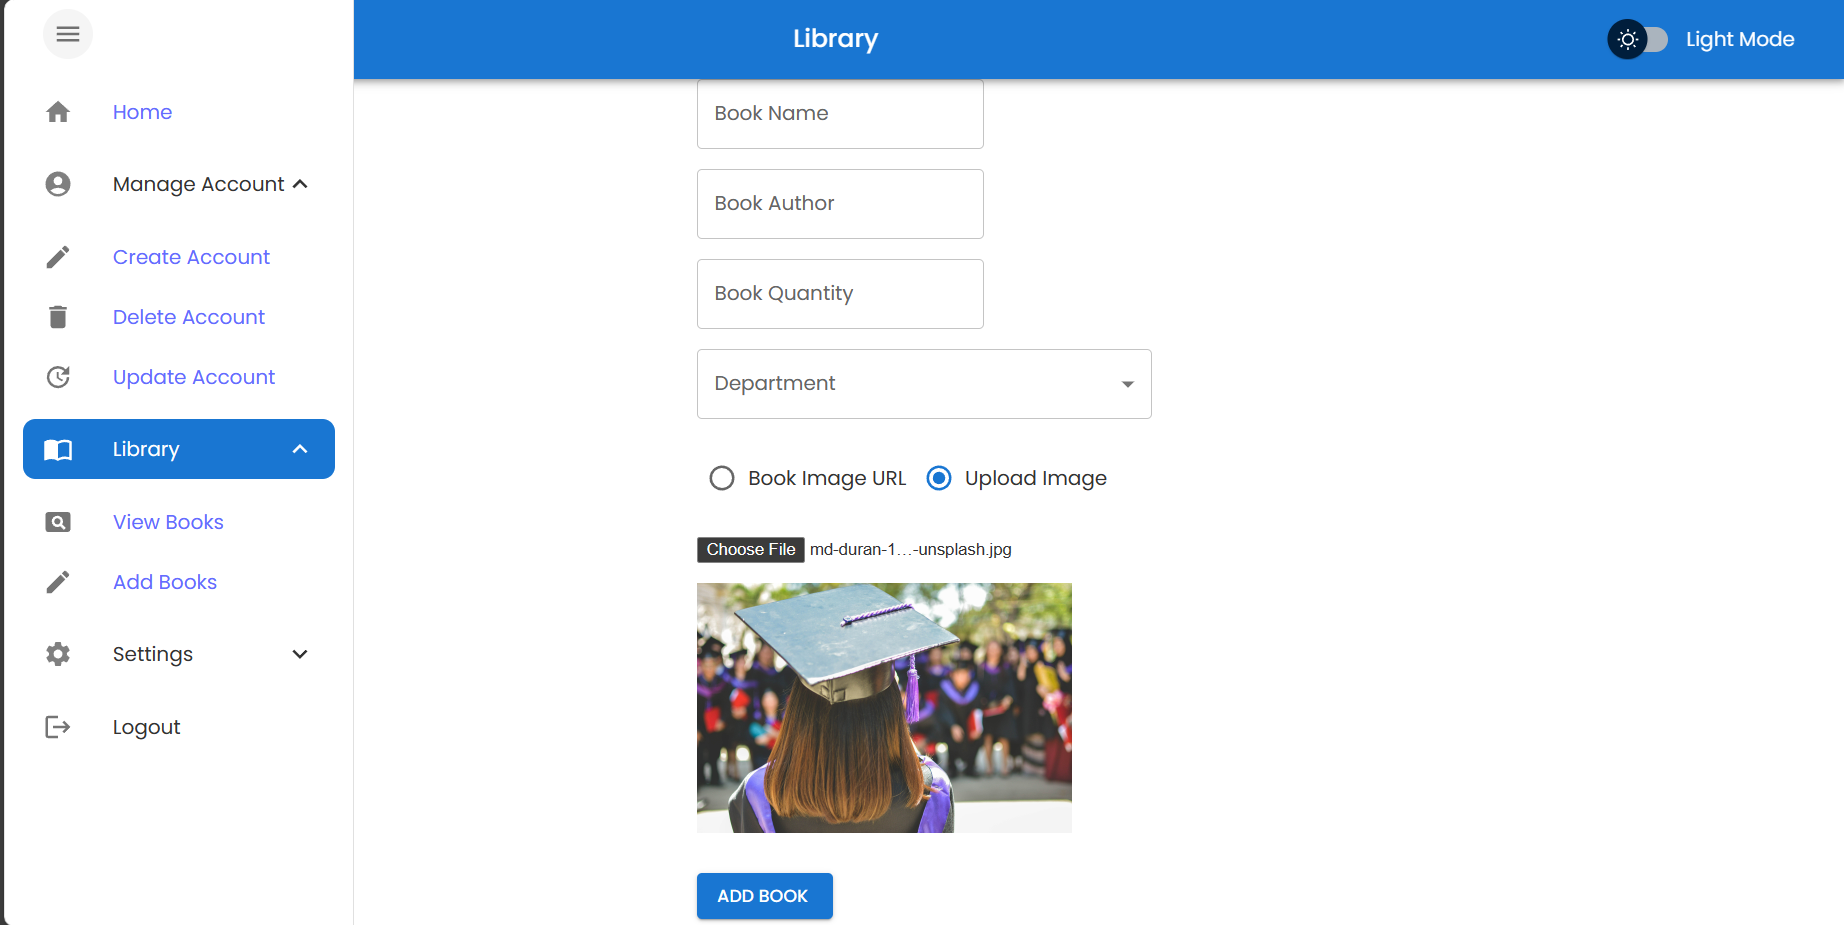 Library
Light Mode
Home
Manage Account
Create Account
Delete Account
Update Account
Library
View Books
Add Books
Settings
Logout
Book Name
Book Author
Book Quantity
Department
Book Image URL
Upload Image
Choose File md-duran-1...-unsplash.jpg
ADD BOOK